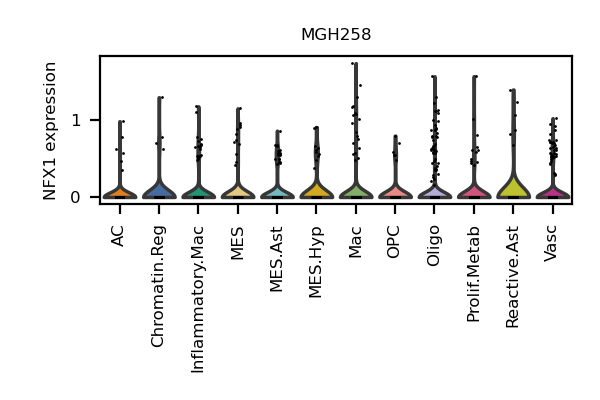 MGH258
NFX1 expression
1
0
AC
Chromatin.Reg
Inflammatory.Mac
MES
MES.Ast
MES.Hyp
Mac
OPC
Oligo
Prolif.Metab
Reactive.Ast
Vasc